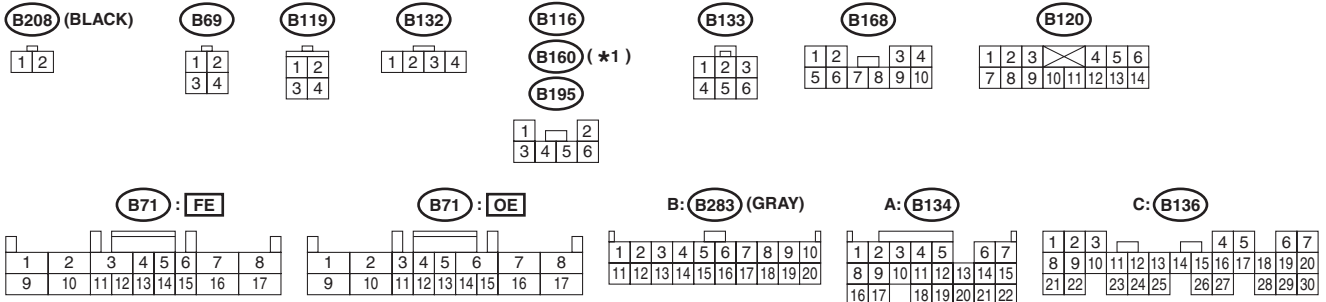 B208 (BLACK) B69 B119 B132 B116 B133 B168 B120
B160 ( *1 )
B195
1 2
1 2
3 4
1 2
3 4
1 2 3 4
1 2
3 4 5 6
1 2 3
4 5 6
1 2 3 4
5 6 7 8 9 10
1 2 3 4 5 6
7 8 9 10 11 12 13 14
B71 : FE
1 2 3 4 5 6 7 8
9 10 11 12 13 14 15 16 17
B71 : OE
1 2 3 4 5 6 7 8
9 10 11 12 13 14 15 16 17
B: B283 (GRAY)
1 2 3 4 5 6 7 8 9 10
11 12 13 14 15 16 17 18 19 20
A: B134
1 2 3 4 5 6 7
8 9 10 11 12 13 14 15
16 17 18 19 20 21 22
C: B136
1 2 3 4 5 6 7
8 9 10 11 12 13 14 15 16 17 18 19 20
21 22 23 24 25 26 27 28 29 30